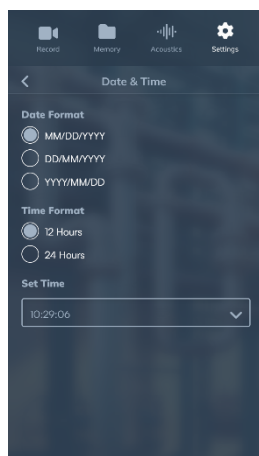 Record Memory Acoustics Settings
Date & Time
Date Format
MM/DD/YYYY
DD/MM/YYYY
YYYY/MM/DD
Time Format
12 Hours
24 Hours
Set Time
10:29:06